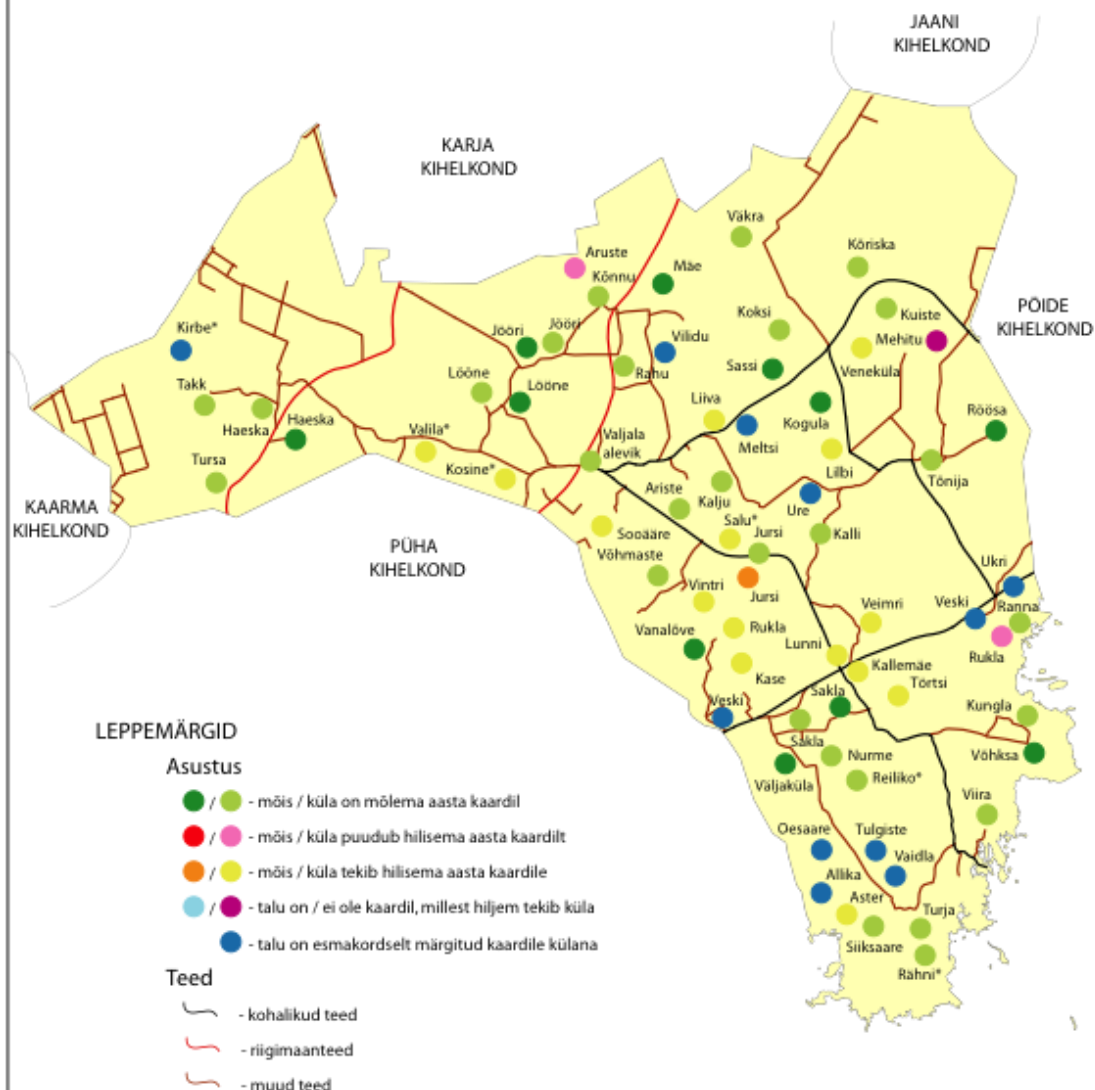 JAANI
KIHELKOND
KARJA
KIHELKOND
Väkra
Aruste
Mäe
Kõriska
Kõnnu
Kuiste
PÖIDE
KIHELKOND
Kirbe*
Jööri
Jööri
Koksi
Vilidu
Mehitu
Sassi
Veneküla
Rahu
Takk
Lööne
Lööne
Liiva
Röösa
Haeska
Haeska
Valila*
Valjala
alevik
Meltsi
Kogula
Tursa
Kosine*
Lilbi
Tõnija
Ariste
Kalju
Ure
KAARMA
KIHELKOND
Sooääre
Salu*
Jursi
Kalli
PÜHA
KIHELKOND
Võhmaste
Ukri
Vintri
Jursi
Veimri
Veski
Ranna
Vanalõve
Rukla
Lunni
Rukla
Kase
Kallemäe
Tõrtsi
Veski
Sakla
Kungla
Sakla
Nurme
Võhksa
Väljaküla
Reiliko*
Viira
Oesaare
Tulgiste
Vaidla
Allika
Aster
Turja
Siiksaare
Rahni*
LEPPEMÄRGID
Asustus
/ - mõis / küla on mõlema aasta kaardil
/ - mõis / küla puudub hilisema aasta kaardilt
/ - mõis / küla tekib hilisema aasta kaardile
/ - talu on / ei ole kaardil, millest hiljem tekib küla
- talu on esmakordselt märgitud kaardile külana
Teed
- kohalikud teed
- riigimaanteed
- muud teed